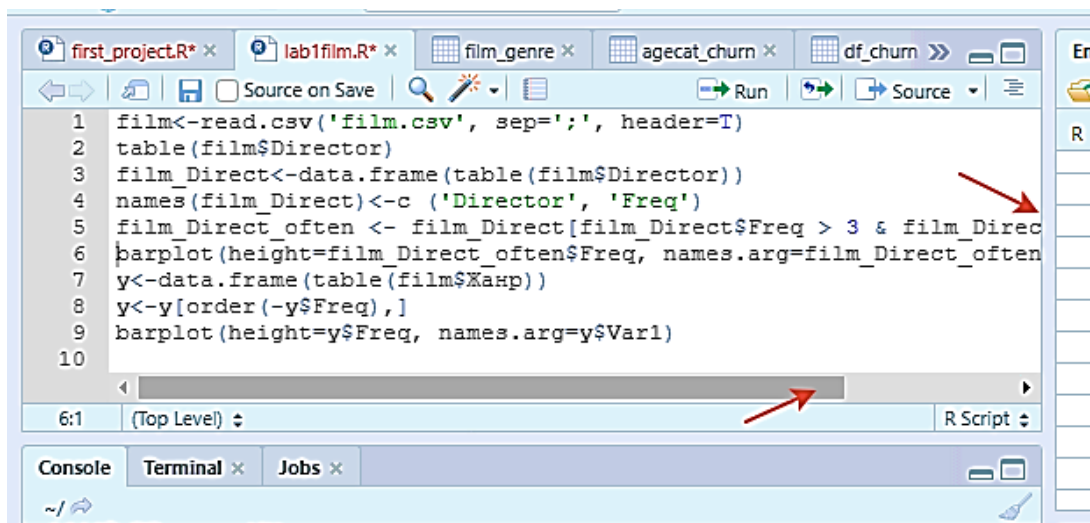 first_project.R* × lab1film.R* × film_genre × agecat_churn × df_churn
Source on Save Run Source
1 film<-read.csv('film.csv', sep=';', header=T)
2 table(film$Director)
3 film_Direct<-data.frame(table(film$Director))
4 names(film_Direct)<-c ('Director', 'Freq')
5 film_Direct_often <- film_Direct[film_Direct$Freq > 3 & film_Direc
6 barplot(height=film_Direct_often$Freq, names.arg=film_Direct_often
7 y<-data.frame(table(film$Жанр))
8 y<-y[order(-y$Freq),]
9 barplot(height=y$Freq, names.arg=y$Var1)
10
6:1 (Top Level) R Script
Console Terminal × Jobs ×
~/
En
R